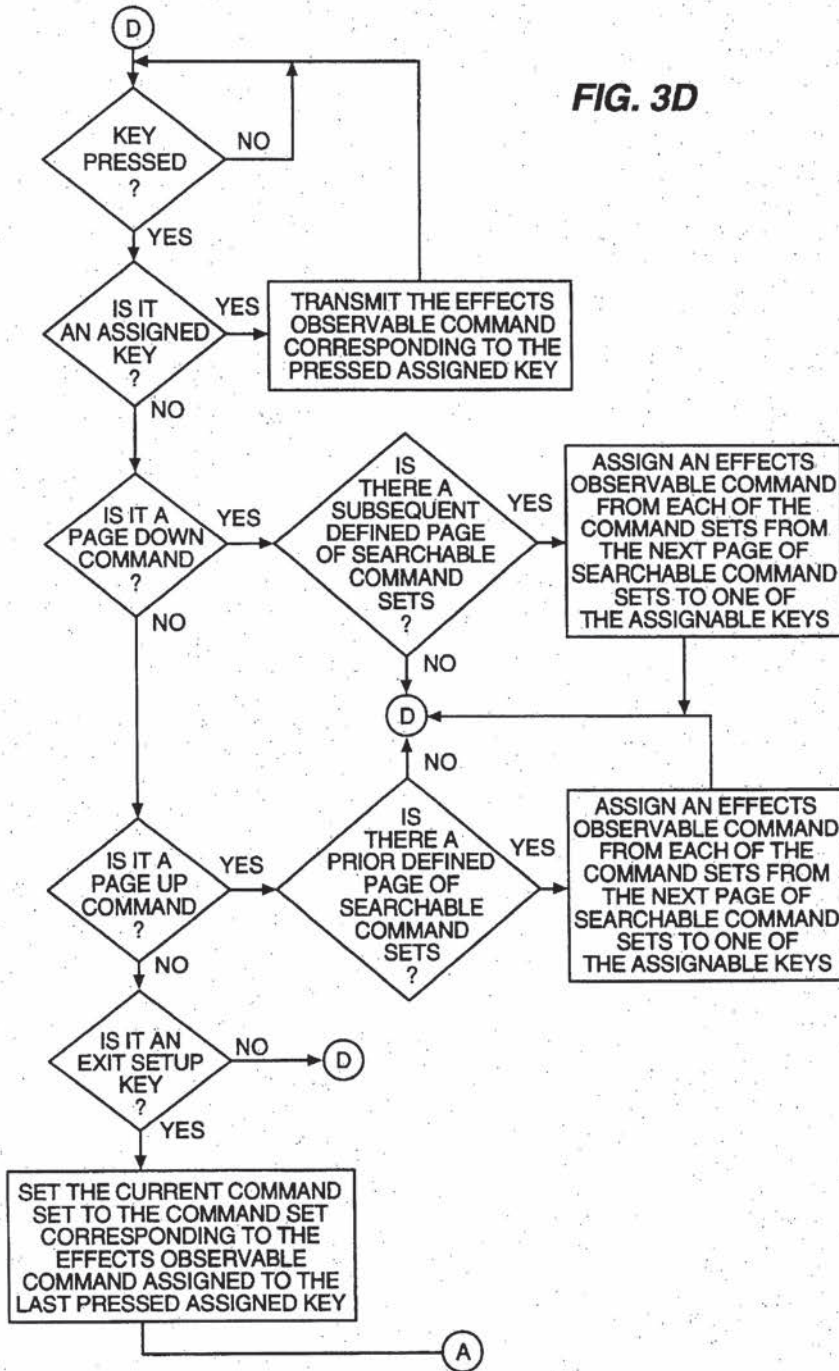 D
FIG. 3D
KEY
PRESSED
?
NO
YES
IS IT
AN ASSIGNED
KEY
?
YES
NO
TRANSMIT THE EFFECTS
OBSERVABLE COMMAND
CORRESPONDING TO THE
PRESSED ASSIGNED KEY
IS IT A
PAGE DOWN
COMMAND
?
YES
NO
IS
THERE A
SUBSEQUENT
DEFINED PAGE
OF SEARCHABLE
COMMAND
SETS
?
YES
NO
ASSIGN AN EFFECTS
OBSERVABLE COMMAND
FROM EACH OF THE
COMMAND SETS FROM
THE NEXT PAGE OF
SEARCHABLE COMMAND
SETS TO ONE OF
THE ASSIGNABLE KEYS
D
NO
IS IT A
PAGE UP
COMMAND
?
YES
NO
IS
THERE A
PRIOR DEFINED
PAGE OF
SEARCHABLE
COMMAND
SETS
?
YES
ASSIGN AN EFFECTS
OBSERVABLE COMMAND
FROM EACH OF THE
COMMAND SETS FROM
THE NEXT PAGE OF
SEARCHABLE COMMAND
SETS TO ONE OF
THE ASSIGNABLE KEYS
IS IT AN
EXIT SETUP
KEY
?
NO
D
YES
SET THE CURRENT COMMAND
SET TO THE COMMAND SET
CORRESPONDING TO THE
EFFECTS OBSERVABLE
COMMAND ASSIGNED TO THE
LAST PRESSED ASSIGNED KEY
A